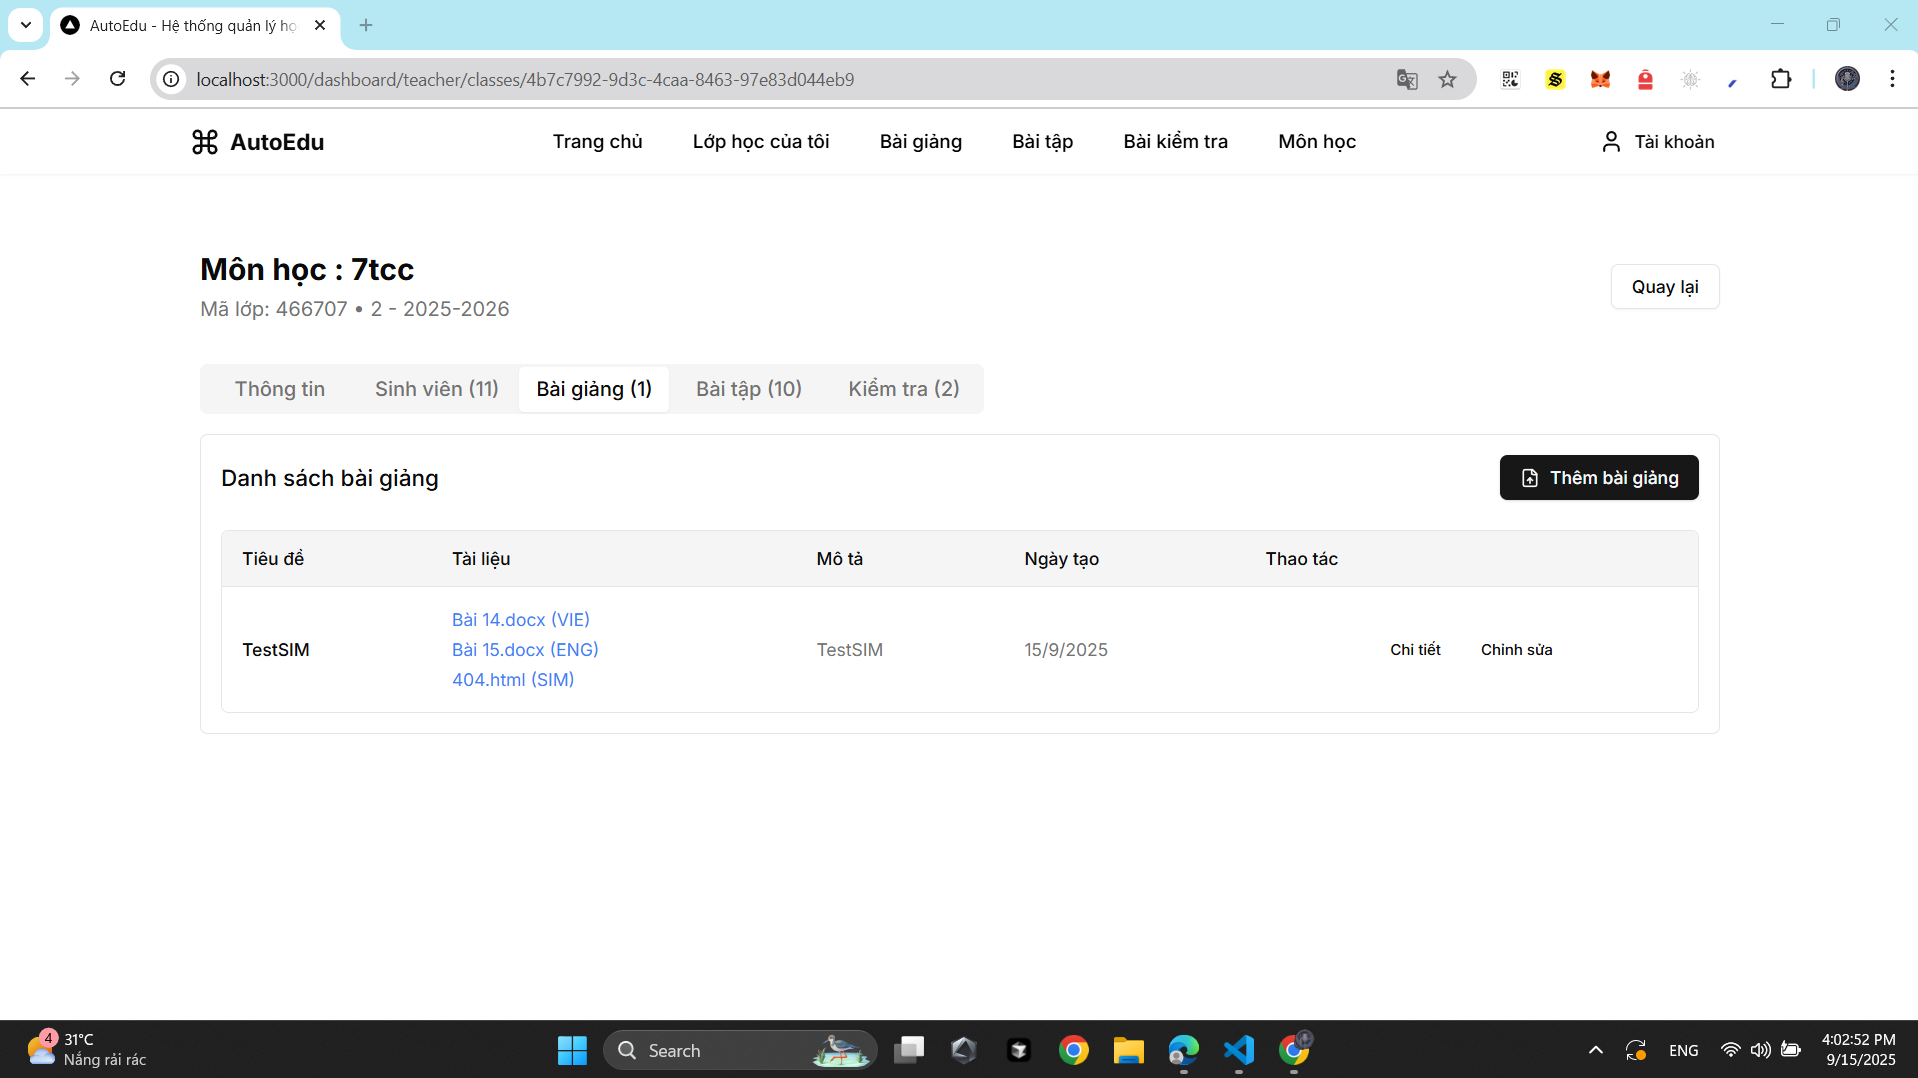 AutoEdu - Hệ thống quản lý họ
localhost:3000/dashboard/teacher/classes/4b7c7992-9d3c-4caa-8463-97e83d044eb9
AutoEdu
Trang chủ
Lớp học của tôi
Bài giảng
Bài tập
Bài kiểm tra
Môn học
Tài khoản
Môn học : 7tcc
Mã lớp: 466707 • 2 - 2025-2026
Quay lại
Thông tin
Sinh viên (11)
Bài giảng (1)
Bài tập (10)
Kiểm tra (2)
Danh sách bài giảng
Thêm bài giảng
Tiêu đề
Tài liệu
Mô tả
Ngày tạo
Thao tác
TestSIM
Bài 14.docx (VIE)
Bài 15.docx (ENG)
404.html (SIM)
TestSIM
15/9/2025
Chi tiết
Chỉnh sửa
4
31°C
Nắng rải rác
Search
ENG
4:02:52 PM
9/15/2025